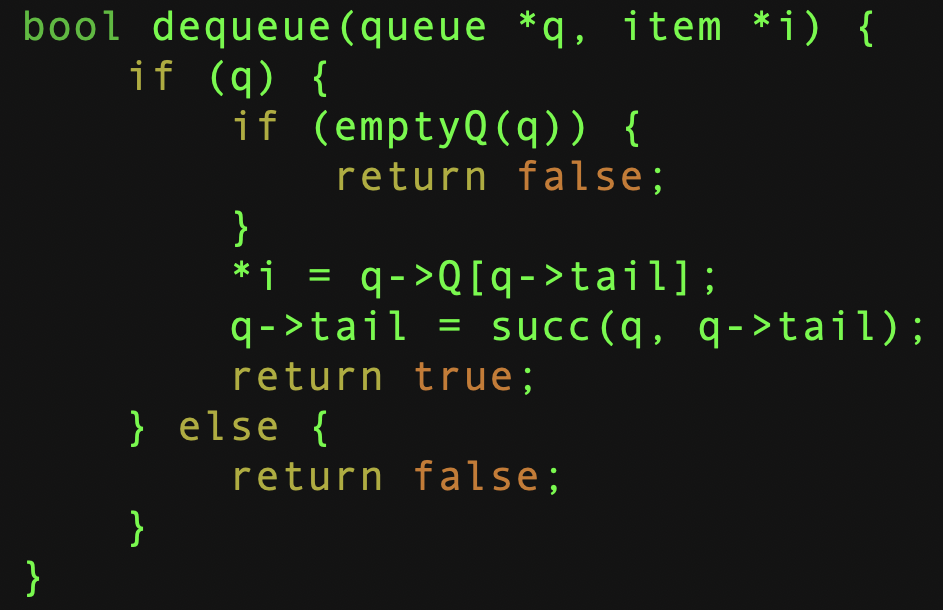 bool dequeue(queue *q, item *i) {
    if (q) {
        if (emptyQ(q)) {
            return false;
        }
        *i = q->Q[q->tail];
        q->tail = succ(q, q->tail);
        return true;
    } else {
        return false;
    }
}